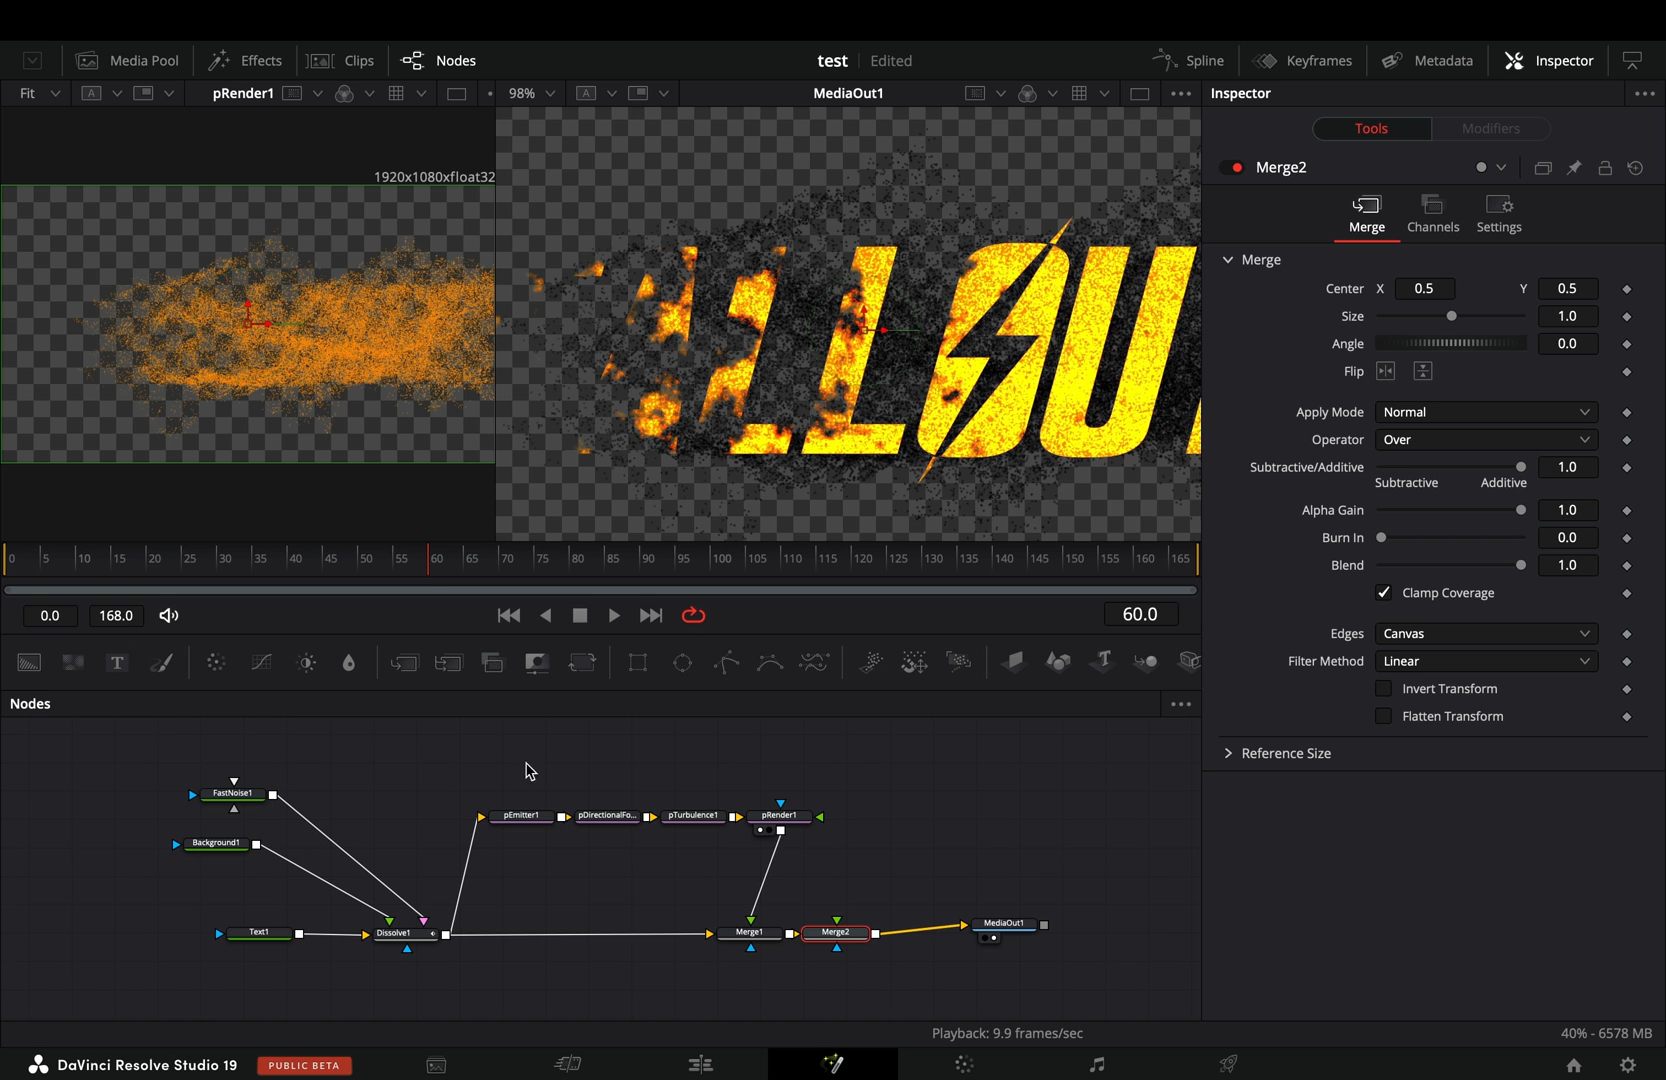 Media Pool Effects Clips Nodes test Edited Spline Keyframes Metadata Inspector
Fit A pRender1 98% A MediaOut1 Inspector
1920x1080xfloat32
Tools Modifiers
Merge2
Merge Channels Settings
Merge
Center X 0.5 Y 0.5
Size 1.0
Angle 0.0
Flip
Apply Mode Normal
Operator Over
Subtractive/Additive 1.0
Subtractive Additive
Alpha Gain 1.0
Burn In 0.0
Blend 1.0
Clamp Coverage
Edges Canvas
Filter Method Linear
Invert Transform
Flatten Transform
Reference Size
0 5 10 15 20 25 30 35 40 45 50 55 60 65 70 75 80 85 90 95 100 105 110 115 120 125 130 135 140 145 150 155 160 165
0.0 168.0 60.0
T T
Nodes
FastNoise1
Background1
Text1
Dissolve1
pEmitter1 pDirectionalFo... pTurbulence1 pRender1
Merge1 Merge2 MediaOut1
Playback: 9.9 frames/sec 40% - 6578 MB
DaVinci Resolve Studio 19 PUBLIC BETA